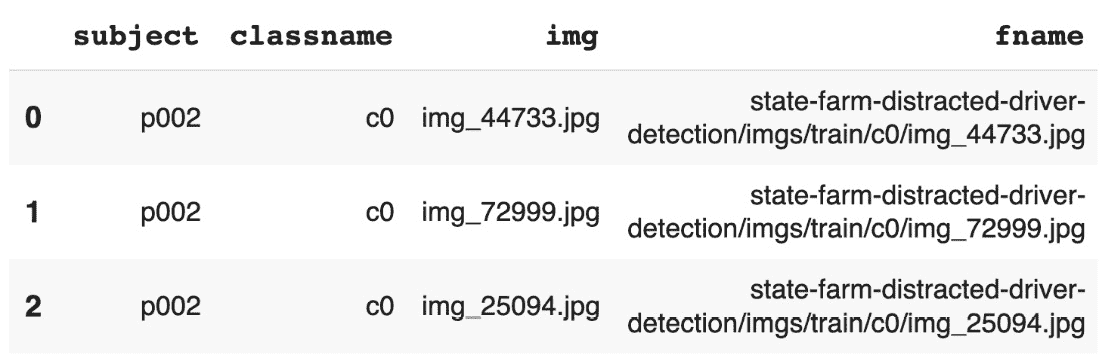 subject classname img fname
0 p002 c0 img_44733.jpg state-farm-distracted-driver-
detection/imgs/train/c0/img_44733.jpg
1 p002 c0 img_72999.jpg state-farm-distracted-driver-
detection/imgs/train/c0/img_72999.jpg
2 p002 c0 img_25094.jpg state-farm-distracted-driver-
detection/imgs/train/c0/img_25094.jpg